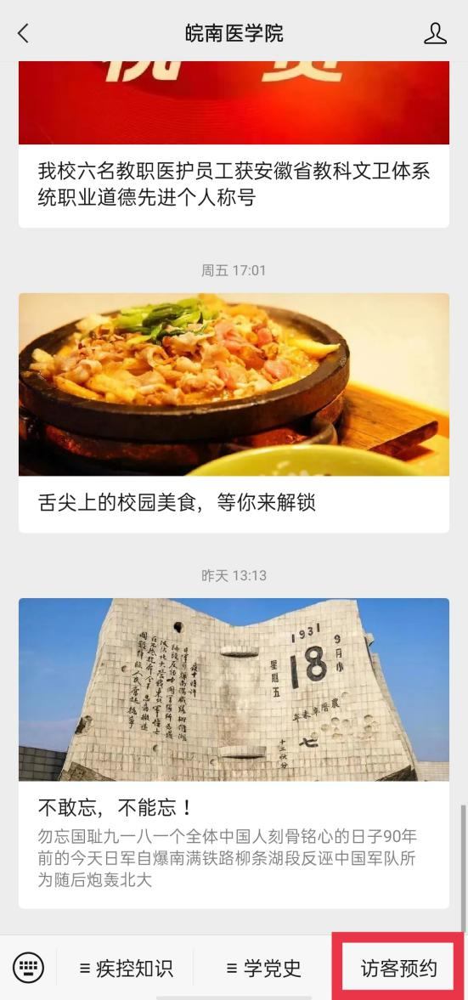 皖南医学院
祝 贺
我校六名教职医护员工获安徽省教科文卫体系
统职业道德先进个人称号
周五 17:01
舌尖上的校园美食，等你来解锁
昨天 13:13
1931
9月小
18
星期五
十三秋分
不敢忘，不能忘！
勿忘国耻九一八一个全体中国人刻骨铭心的日子90年
前的今天日军自爆南满铁路柳条湖段反诬中国军队所
为随后炮轰北大
≡ 疾控知识
≡ 学党史
访客预约